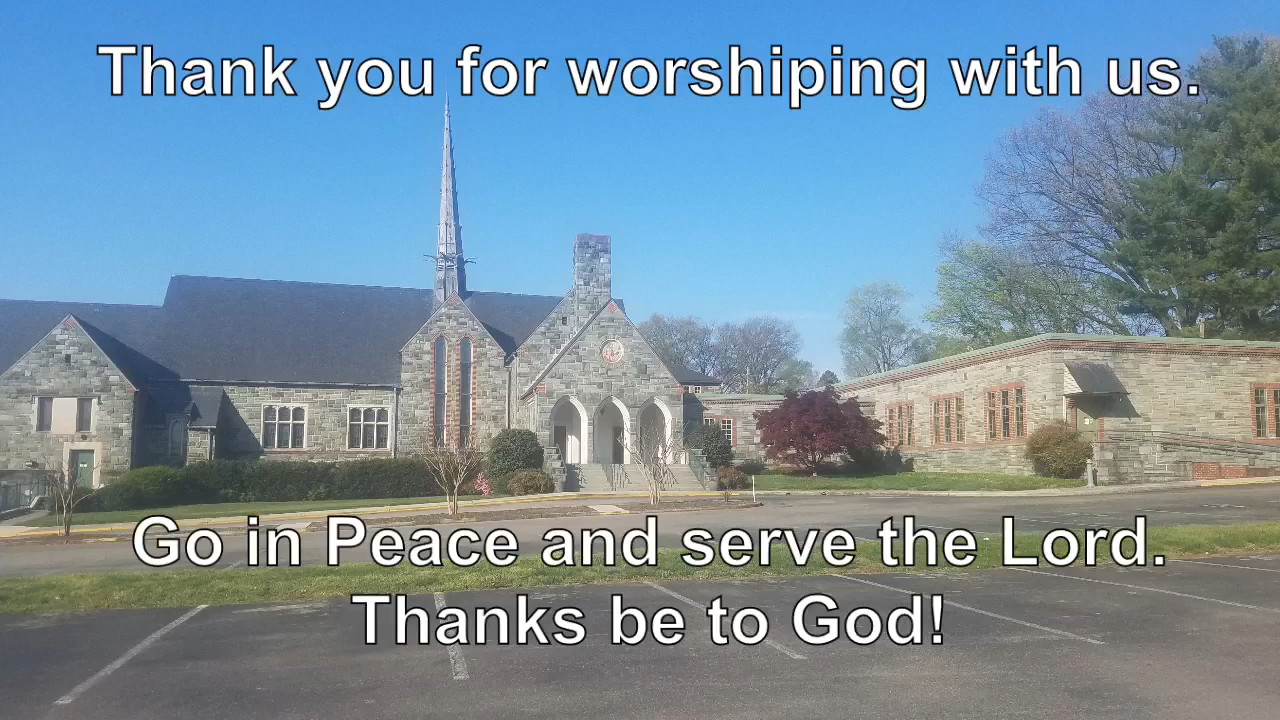 Thank you for worshiping with us.
Go in Peace and serve the Lord.
Thanks be to God!